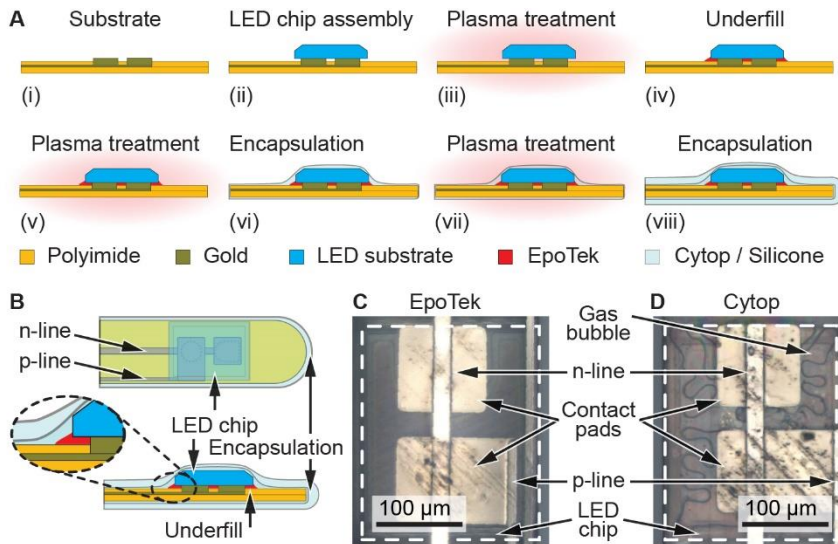 A
Substrate
LED chip assembly
Plasma treatment
Underfill
(i)
(ii)
(iii)
(iv)
Plasma treatment
Encapsulation
Plasma treatment
Encapsulation
(v)
(vi)
(vii)
(viii)
Polyimide
Gold
LED substrate
EpoTek
Cytop / Silicone
B
n-line
p-line
LED chip
Encapsulation
Underfill
C
EpoTek
D
Cytop
Gas
bubble
n-line
Contact
pads
p-line
LED
chip
100 µm
100 µm